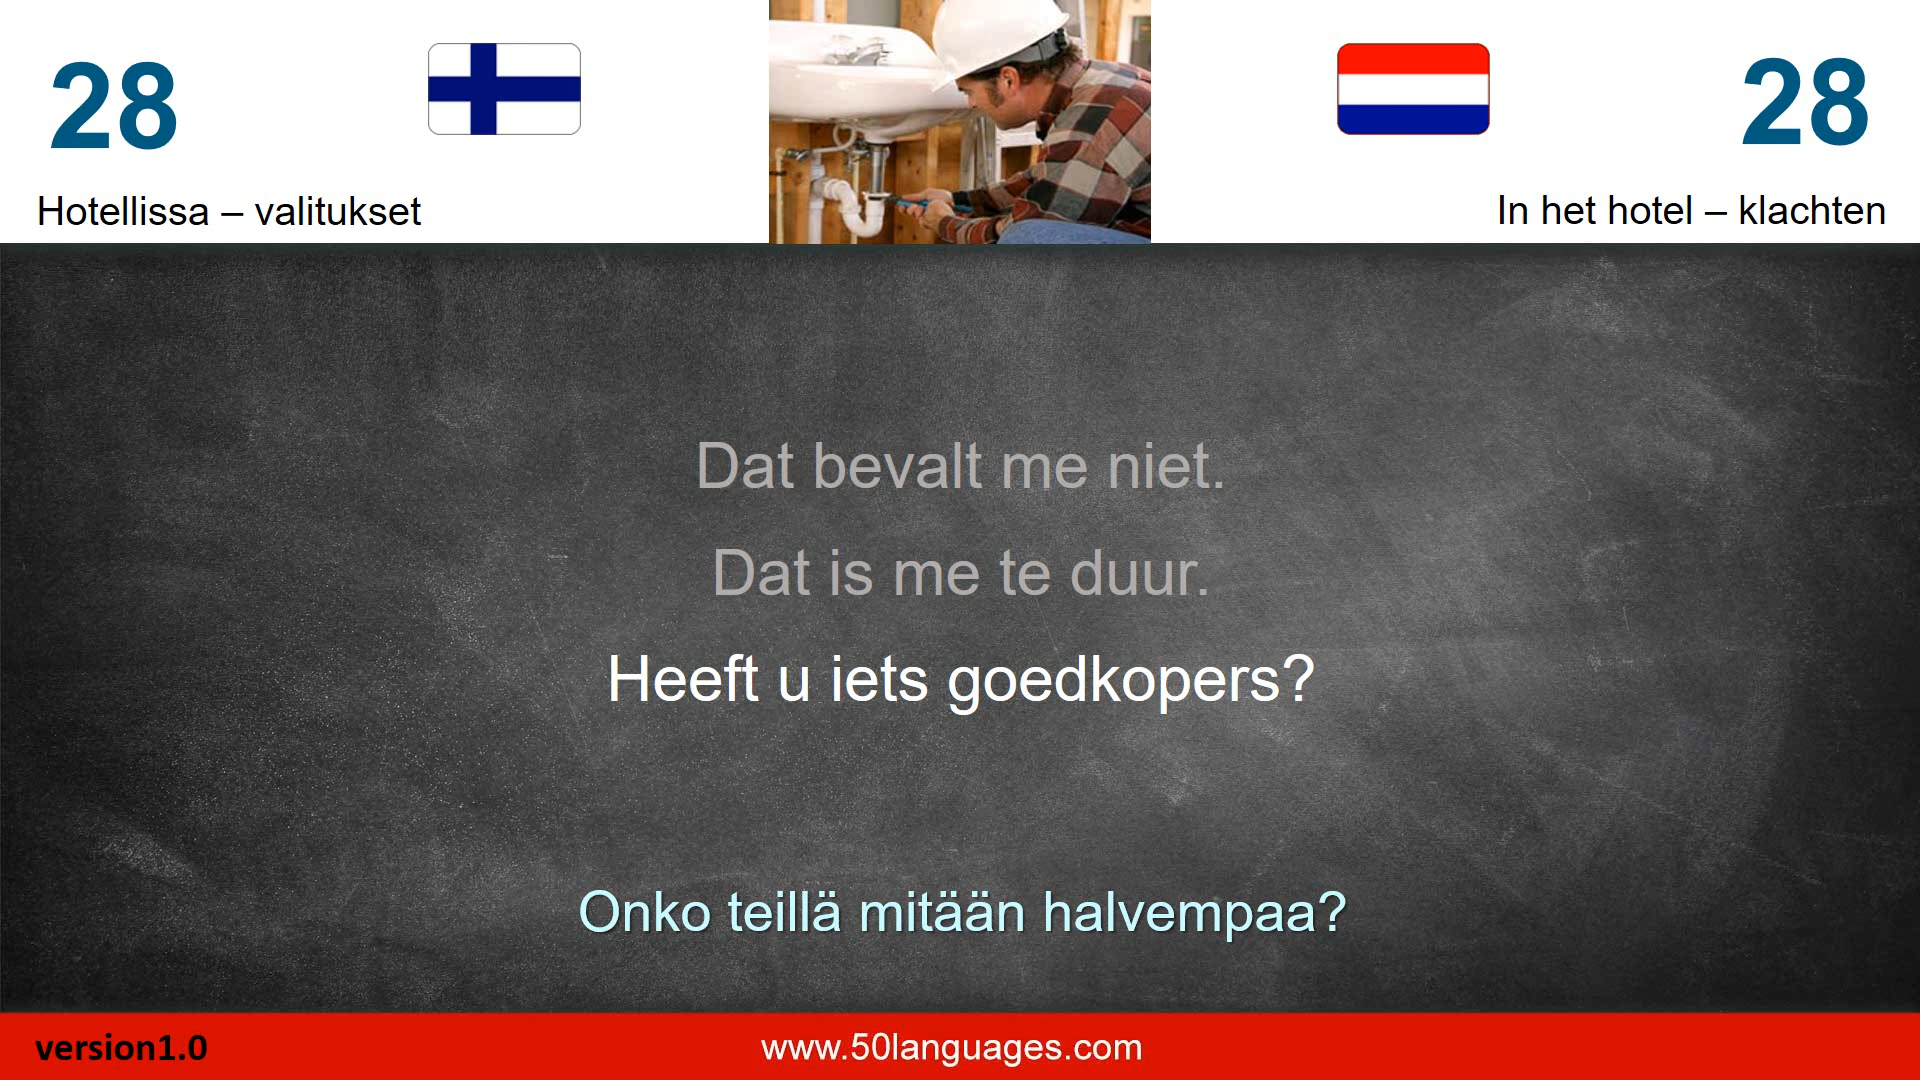 28
28
Hotellissa – valitukset
In het hotel – klachten
Dat bevalt me niet.
Dat is me te duur.
Heeft u iets goedkopers?
Onko teillä mitään halvempaa?
version1.0
www.50languages.com